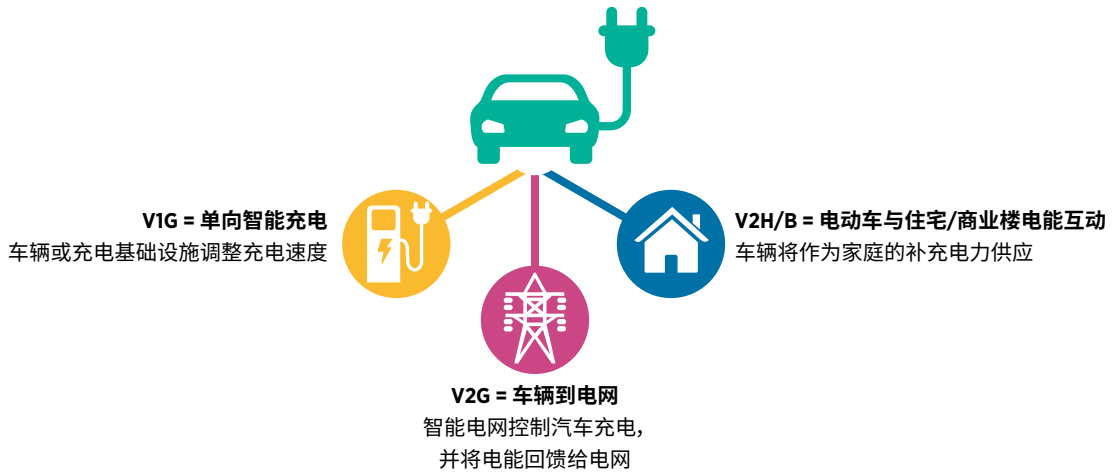 V1G = 单向智能充电
车辆或充电基础设施调整充电速度
V2H/B = 电动车与住宅/商业楼电能互动
车辆将作为家庭的补充电力供应
V2G = 车辆到电网
智能电网控制汽车充电,
并将电能回馈给电网